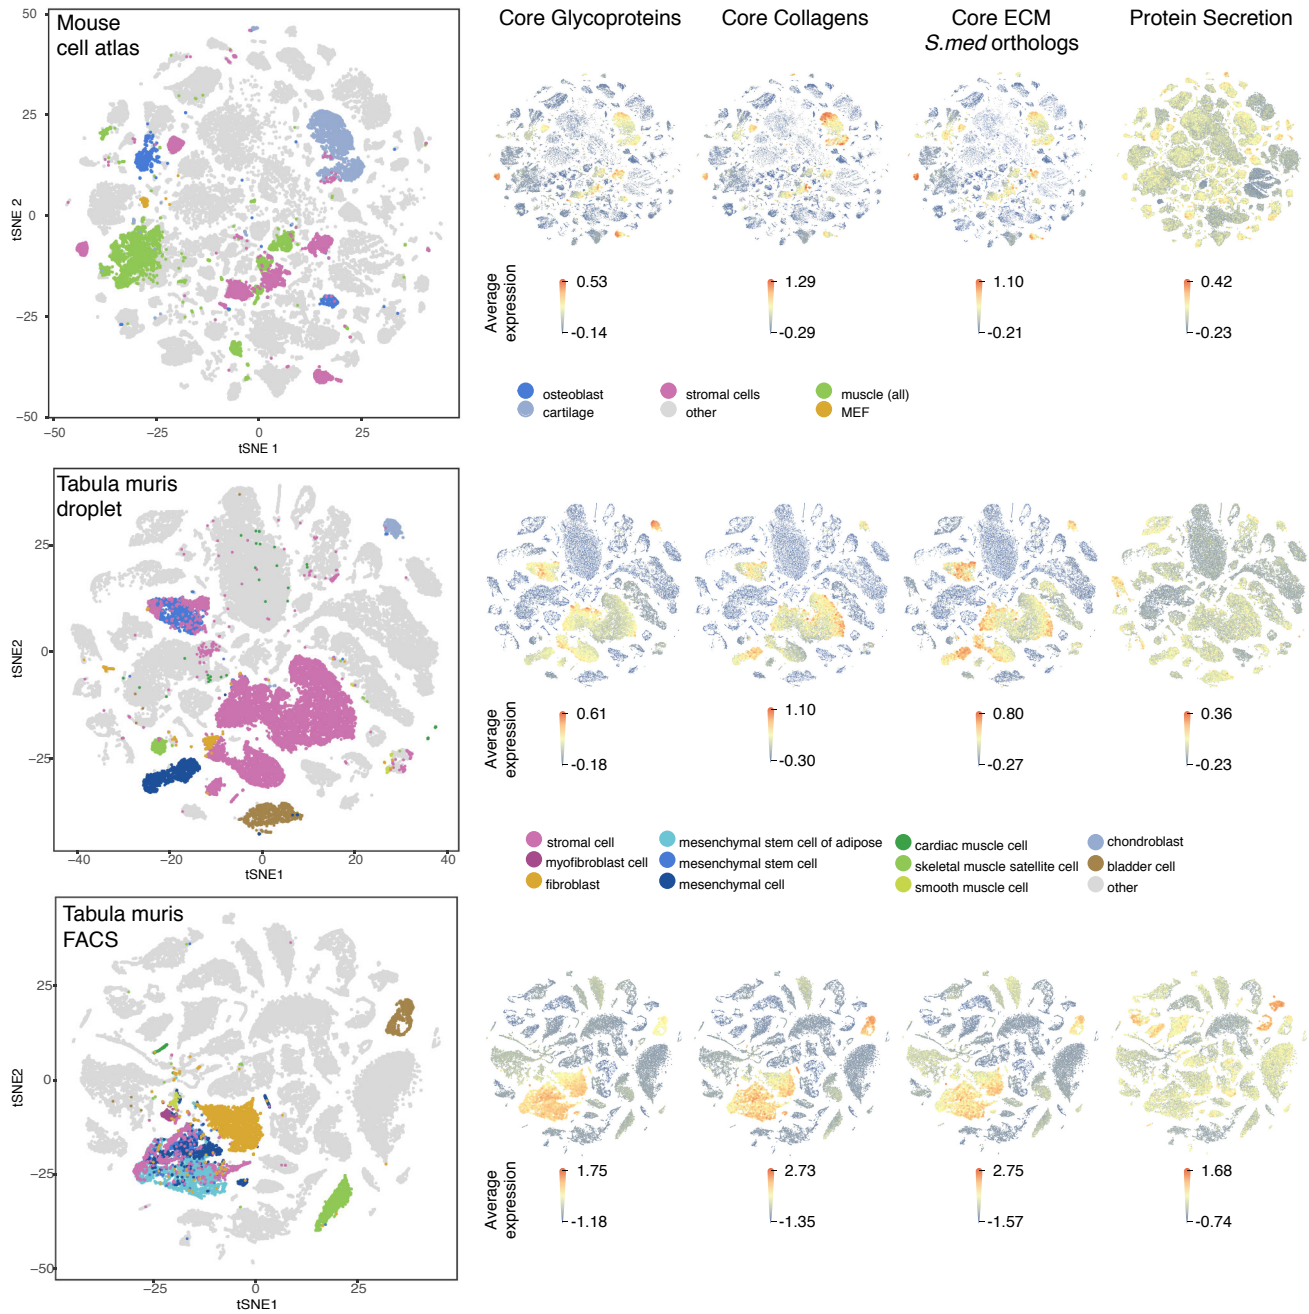 Core Glycoproteins
Core Collagens
Core ECM
S.med orthologs
Protein Secretion
Mouse
cell atlas
50
25
0
−25
−50
tSNE 2
−50
−25
0
25
tSNE 1
Average
expression
0.53
-0.14
1.29
-0.29
1.10
-0.21
0.42
-0.23
osteoblast
stromal cells
muscle (all)
cartilage
other
MEF
Tabula muris
droplet
25
0
−25
tSNE2
−40
−20
0
20
40
tSNE1
Average
expression
0.61
-0.18
1.10
-0.30
0.80
-0.27
0.36
-0.23
stromal cell
mesenchymal stem cell of adipose
cardiac muscle cell
chondroblast
myofibroblast cell
mesenchymal stem cell
skeletal muscle satellite cell
bladder cell
fibroblast
mesenchymal cell
smooth muscle cell
other
Tabula muris
FACS
25
0
−25
−50
tSNE2
−25
0
25
tSNE1
Average
expression
1.75
-1.18
2.73
-1.35
2.75
-1.57
1.68
-0.74